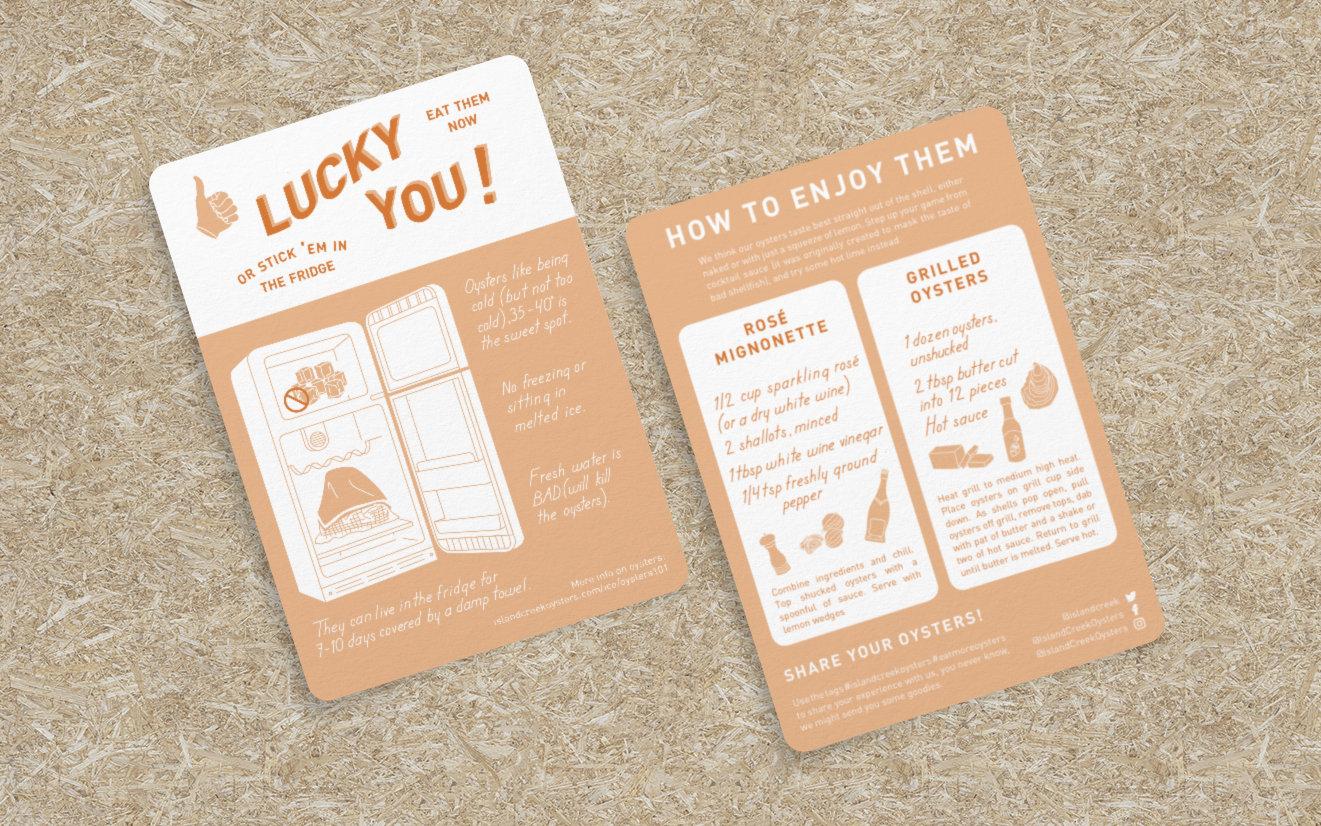 LUCKY
YOU!
EAT THEM
NOW
OR STICK 'EM IN
THE FRIDGE
Oysters like being
cold (but not too
cold), 35-40° is
the sweet spot.
No freezing or
sitting in
melted ice.
Fresh water is
BAD (will kill
the oysters).
They can live in the fridge for
7-10 days covered by a damp towel.
More info on oysters:
islandcreekoysters.com/icoloysters101
HOW TO ENJOY THEM
We think our oysters taste best straight out of the shell, either
naked or with just a squeeze of lemon. Step up your game from
cocktail sauce (it was originally created to mask the taste of
bad shellfish), and try some hot lime instead.
ROSÉ
MIGNONETTE
1/2 cup sparkling rosé
(or a dry white wine)
2 shallots, minced
1 tbsp white wine vinegar
1/4 tsp freshly ground
pepper
Combine ingredients and chill.
Top shucked oysters with a
spoonful of sauce. Serve with
lemon wedges
GRILLED
OYSTERS
1 dozen oysters,
unshucked
2 tbsp butter cut
into 12 pieces
Hot sauce
Heat grill to medium high heat.
Place oysters on grill cup side
down. As shells pop open, pull
oysters off grill, remove tops, dab
with pat of butter and a shake or
two of hot sauce. Return to grill
until butter is melted. Serve hot.
SHARE YOUR OYSTERS!
Use the tags #islandcreekoysters #eatmoreoysters
to share your experience with us, you never know,
we might send you some goodies.
@islandcreek
@IslandCreekOysters
@IslandCreekOysters